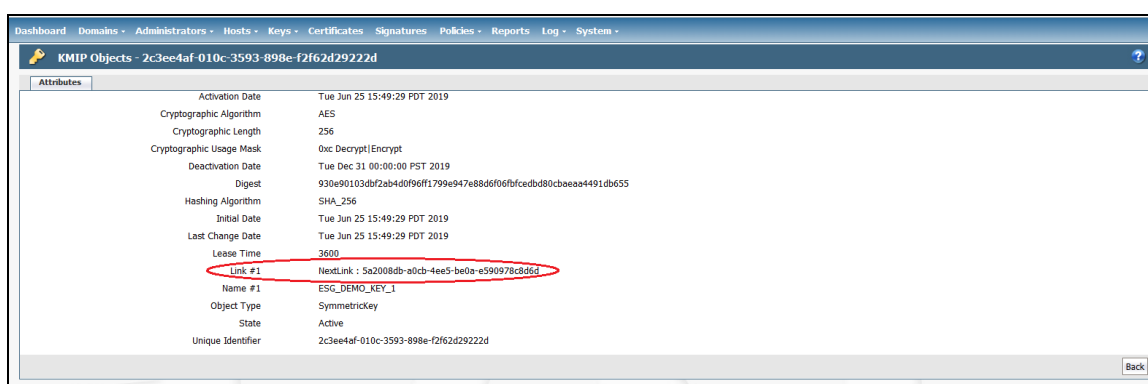 Dashboard Domains Administrators Hosts Keys Certificates Signatures Policies Reports Log System
KMIP Objects - 2c3ee4af-010c-3593-898e-f2f62d29222d ?
Attributes
Activation Date Tue Jun 25 15:49:29 PDT 2019
Cryptographic Algorithm AES
Cryptographic Length 256
Cryptographic Usage Mask 0xc Decrypt|Encrypt
Deactivation Date Tue Dec 31 00:00:00 PST 2019
Digest 930e90103dbf2ab4d0f96ff1799e947e88d6f06fbfcedbd80cbaeaa4491db655
Hashing Algorithm SHA_256
Initial Date Tue Jun 25 15:49:29 PDT 2019
Last Change Date Tue Jun 25 15:49:29 PDT 2019
Lease Time 3600
Link #1 NextLink : 5a2008db-a0cb-4ee5-be0a-e590978c8d6d
Name #1 ESG_DEMO_KEY_1
Object Type SymmetricKey
State Active
Unique Identifier 2c3ee4af-010c-3593-898e-f2f62d29222d
Back